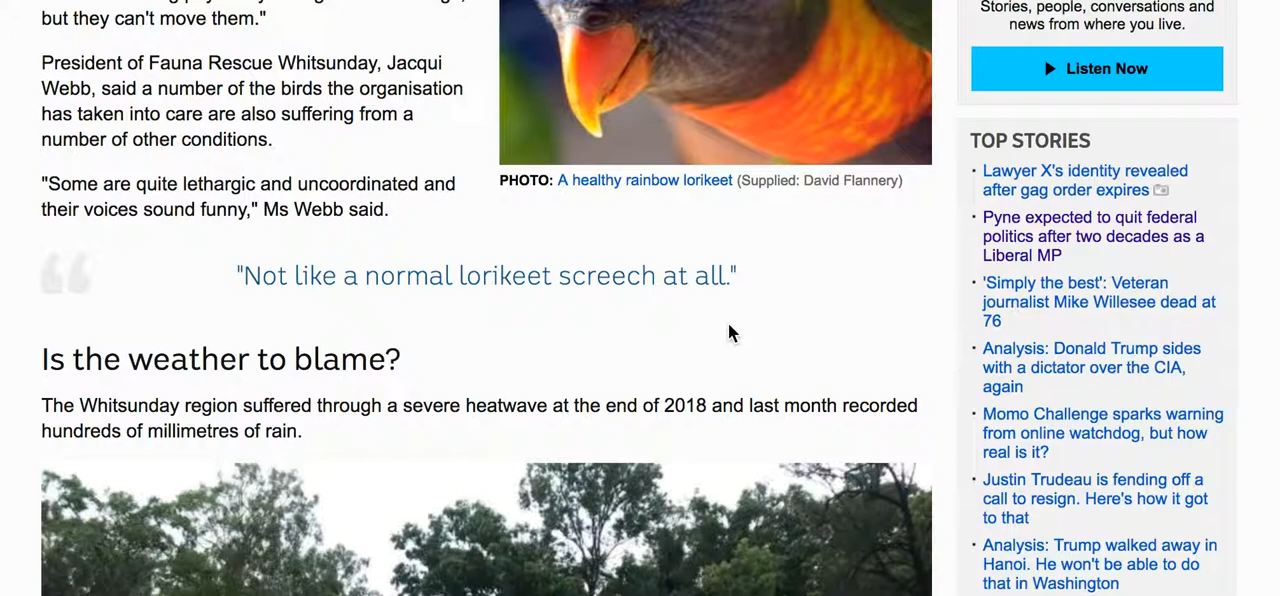 but they can't move them."
President of Fauna Rescue Whitsunday, Jacqui
Webb, said a number of the birds the organisation
has taken into care are also suffering from a
number of other conditions.
"Some are quite lethargic and uncoordinated and
their voices sound funny," Ms Webb said.
PHOTO: A healthy rainbow lorikeet (Supplied: David Flannery)
"Not like a normal lorikeet screech at all."
Is the weather to blame?
The Whitsunday region suffered through a severe heatwave at the end of 2018 and last month recorded
hundreds of millimetres of rain.
Stories, people, conversations and
news from where you live.
Listen Now
TOP STORIES
Lawyer X's identity revealed
after gag order expires
Pyne expected to quit federal
politics after two decades as a
Liberal MP
'Simply the best': Veteran
journalist Mike Willesee dead at
76
Analysis: Donald Trump sides
with a dictator over the CIA,
again
Momo Challenge sparks warning
from online watchdog, but how
real is it?
Justin Trudeau is fending off a
call to resign. Here's how it got
to that
Analysis: Trump walked away in
Hanoi. He won't be able to do
that in Washington